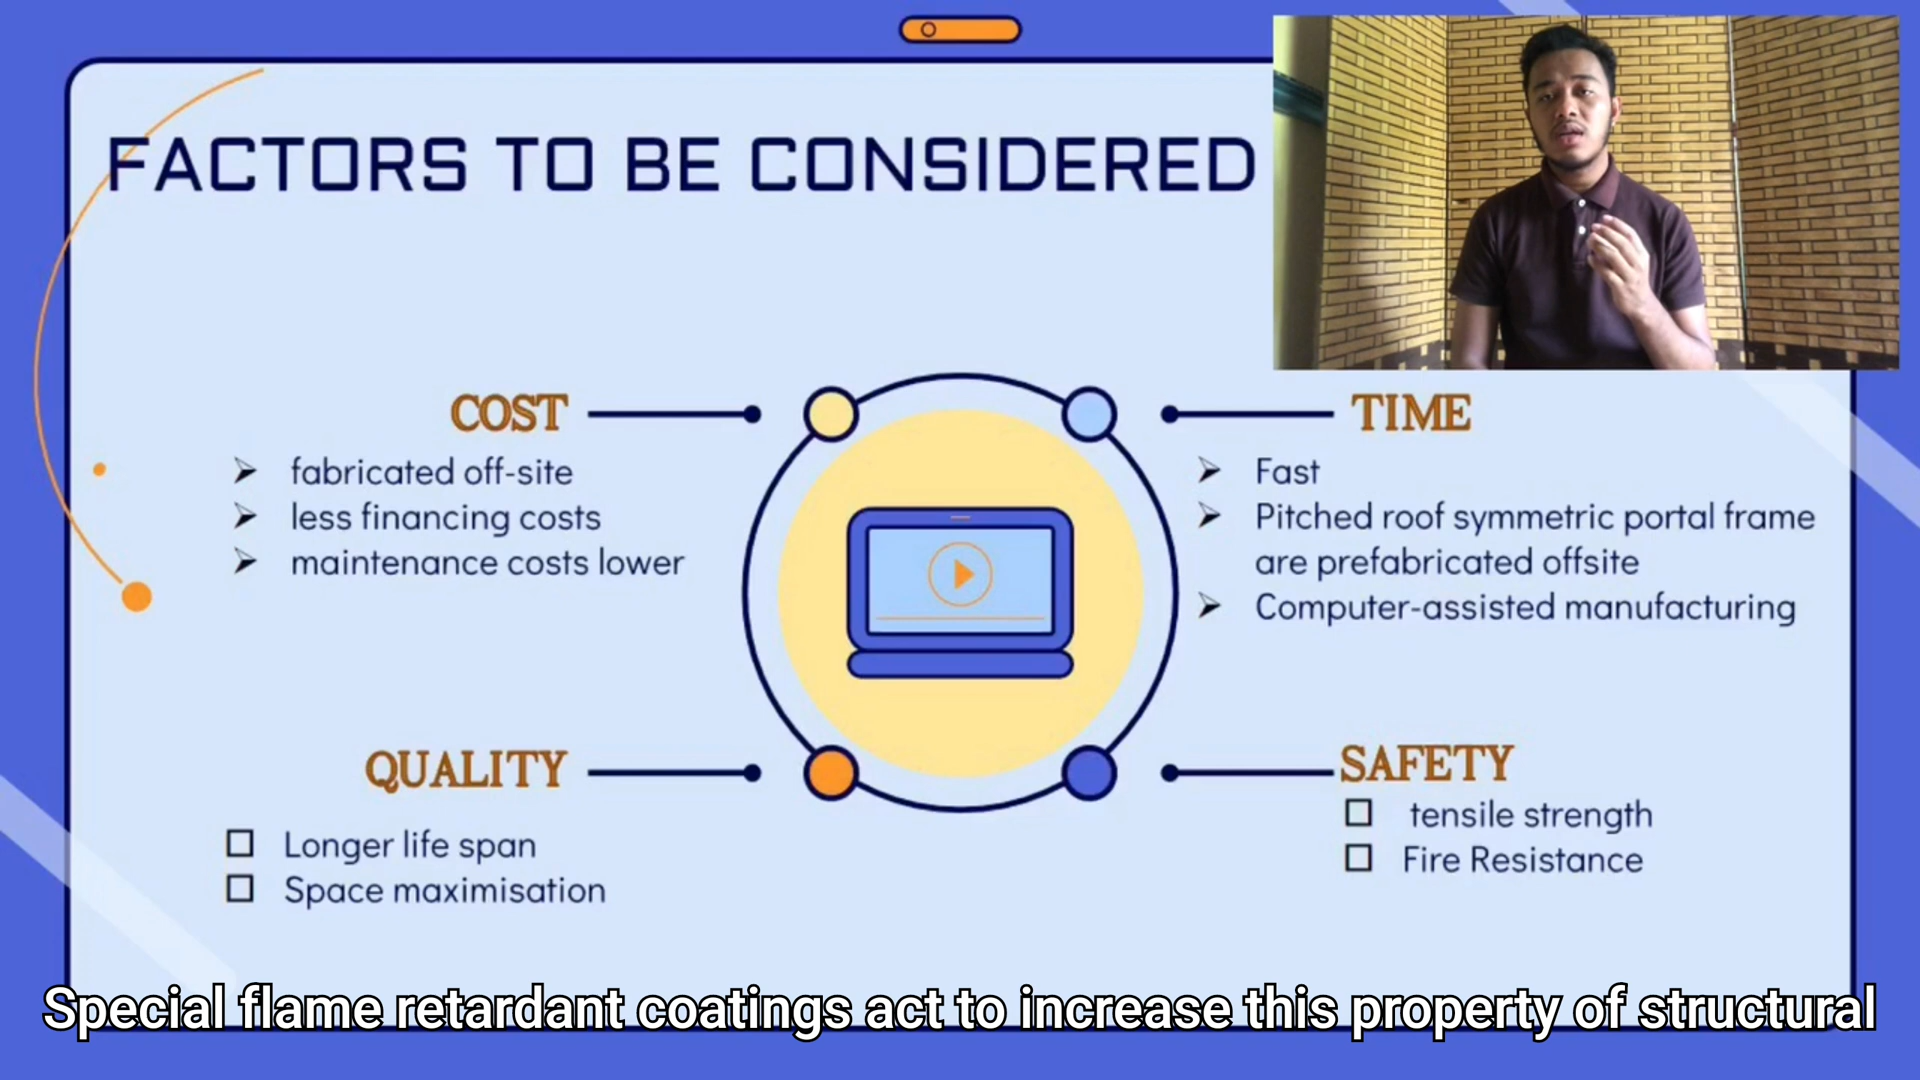 FACTORS TO BE CONSIDERED
COST
fabricated off-site
less financing costs
maintenance costs lower
TIME
Fast
Pitched roof symmetric portal frame
are prefabricated offsite
Computer-assisted manufacturing
QUALITY
Longer life span
Space maximisation
SAFETY
tensile strength
Fire Resistance
Special flame retardant coatings act to increase this property of structural